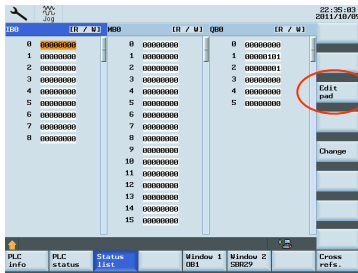 Jog
22:35:03
2011/10/05
IB0 [R / W] MB0 [R / W] QB0 [R / W]
0 00000000 0 00000000 0 00000000
1 00000000 1 00000000 1 00000101
2 00000000 2 00000000 2 00000001
3 00000000 3 00000000 3 00000000
4 00000000 4 00000000 4 00000000
5 00000000 5 00000000 5 00000000
6 00000000 6 00000000
7 00000000 7 00000000
8 00000000 8 00000000
9 00000000
10 00000000
11 00000000
12 00000000
13 00000000
14 00000000
15 00000000
Edit
pad
Change
PLC
info
PLC
status
Status
list
Window 1
OB1
Window 2
SBR29
Cross
refs.